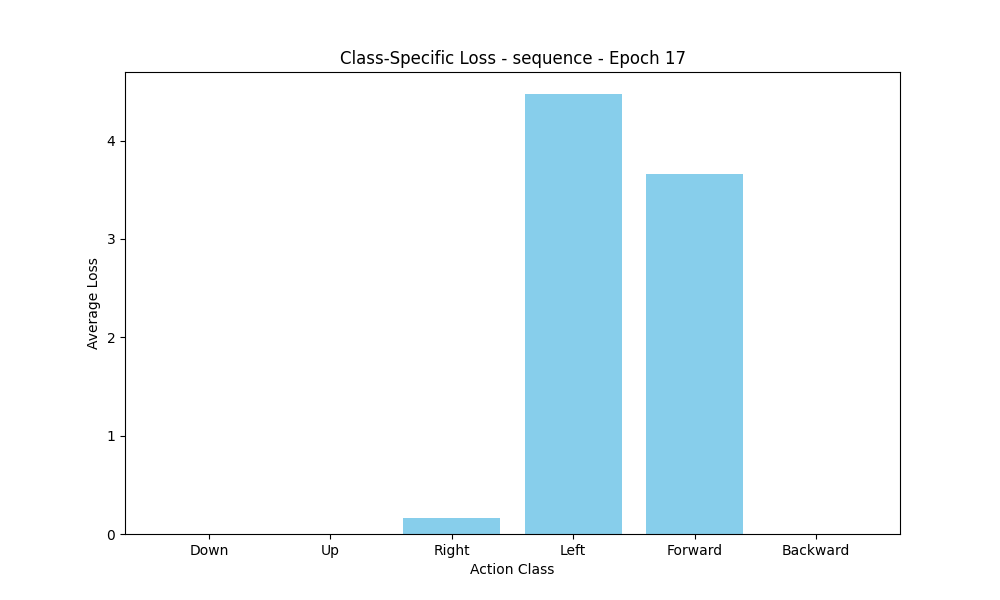 Class-Specific Loss - sequence - Epoch 17
Average Loss
4
3
2
1
0
Down Up Right Left Forward Backward
Action Class